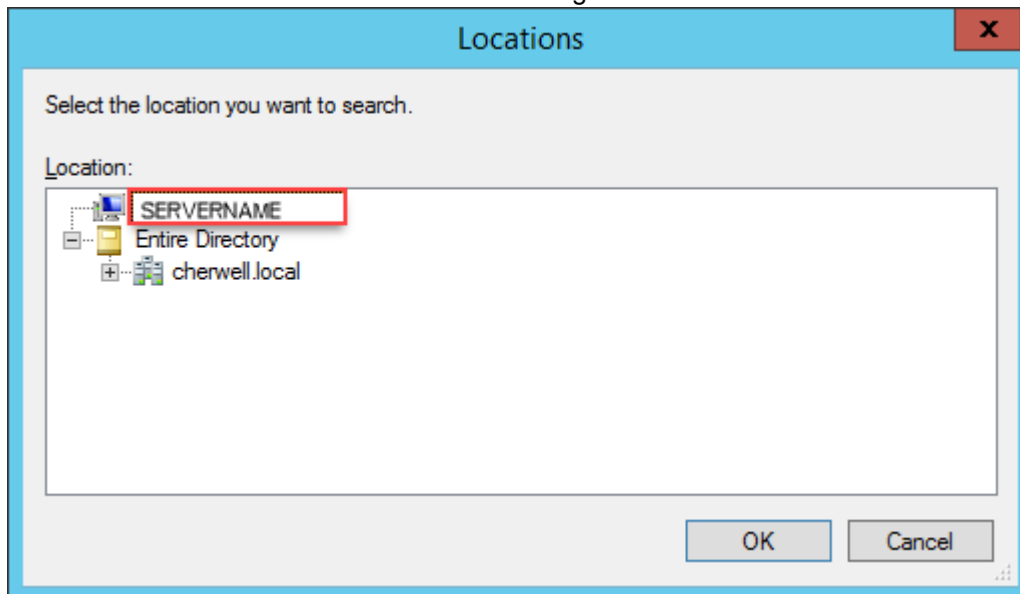 Locations
x
Select the location you want to search.
Location:
SERVERNAME
Entire Directory
cherwell.local
OK Cancel